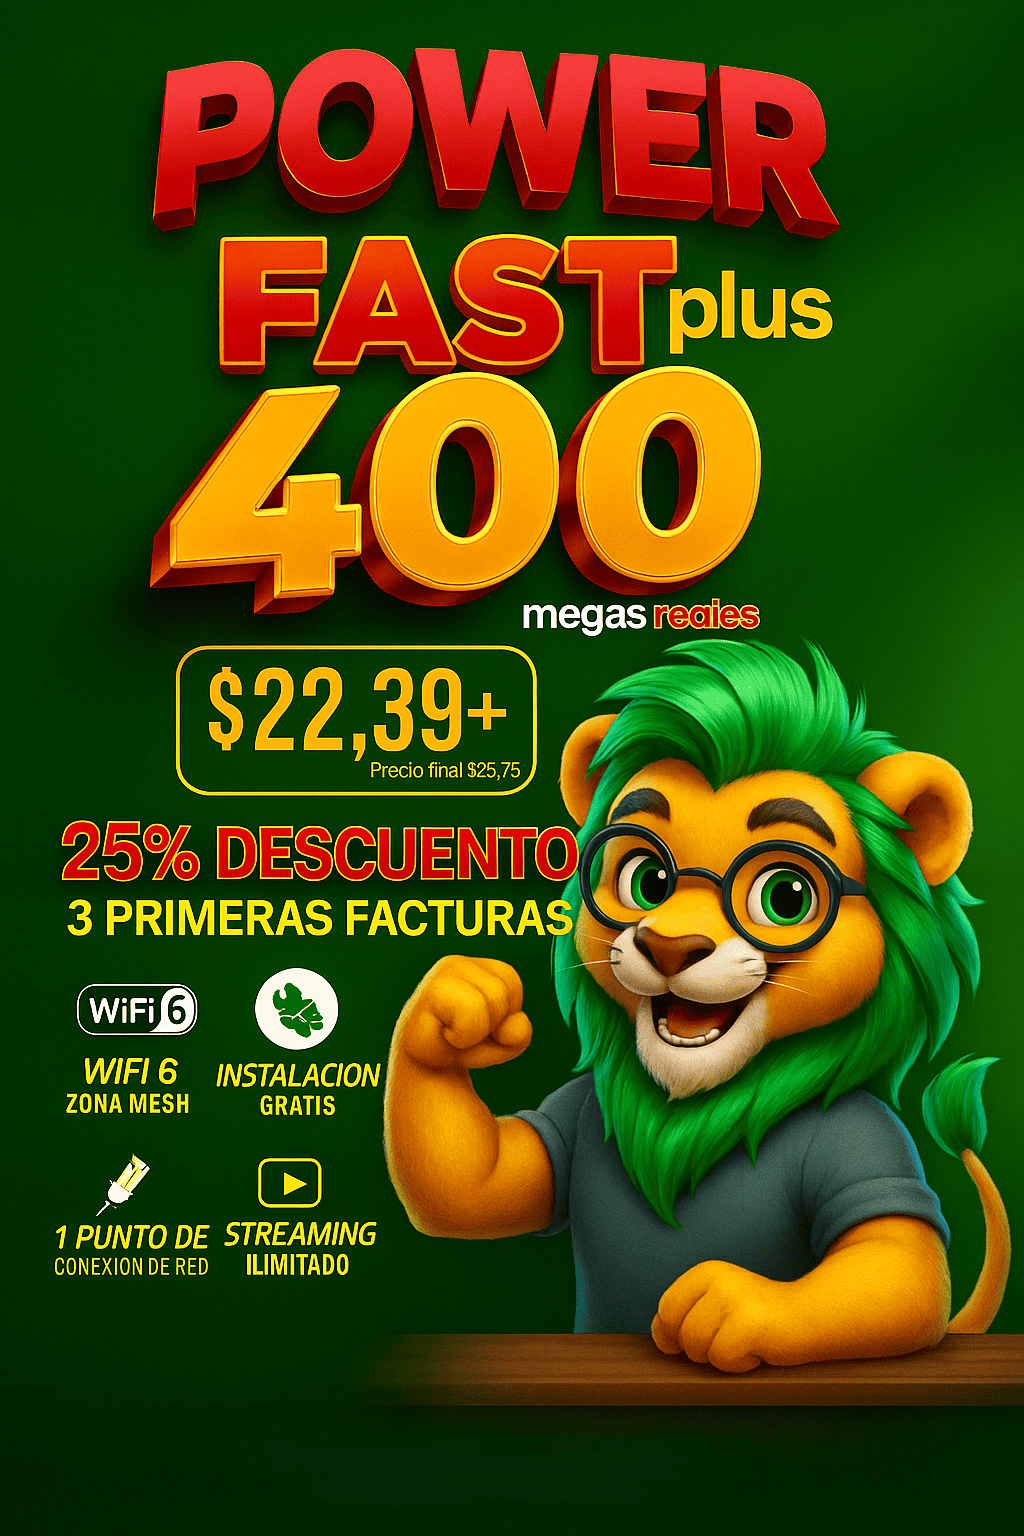 POWER
FAST plus
400
megas reales
$22,39+
Precio final $25,75
25% DESCUENTO
3 PRIMERAS FACTURAS
WiFi 6
WIFI 6
ZONA MESH
INSTALACION
GRATIS
1 PUNTO DE
CONEXION DE RED
STREAMING
ILIMITADO